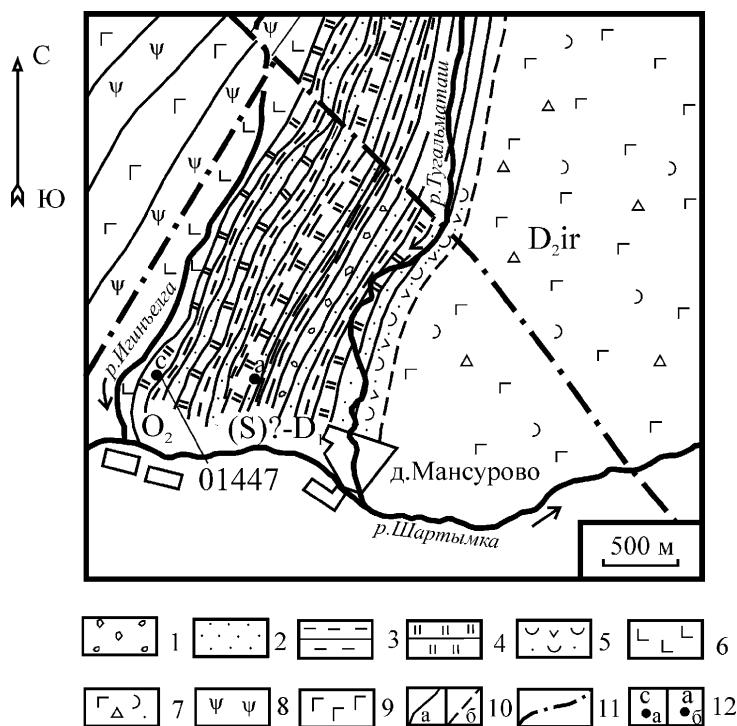 С
Ю
р.Тугальматаш
D₂ir
р.Игинъелга
с
а
O₂
(S)?-D₁
01447
д.Мансурово
р.Шартымка
500 м
1
2
3
4
5
6
7
8
9
а
б
10
11
с
а
а
б
12